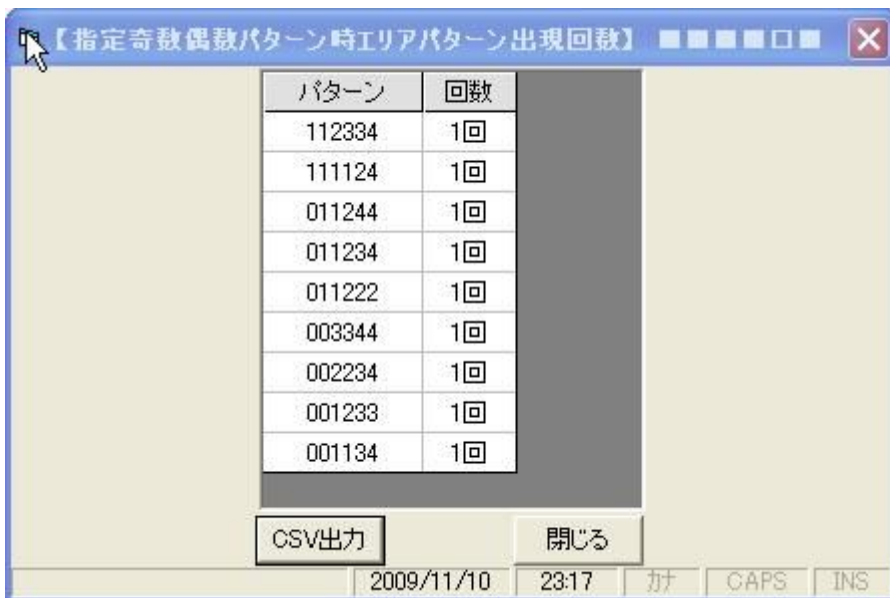 【指定奇数偶数パターン時エリアパターン出現回数】 ■■■■□■
パターン 回数
112334 1回
111124 1回
011244 1回
011234 1回
011222 1回
003344 1回
002234 1回
001233 1回
001134 1回
CSV出力 閉じる
2009/11/10 23:17 カナ CAPS INS